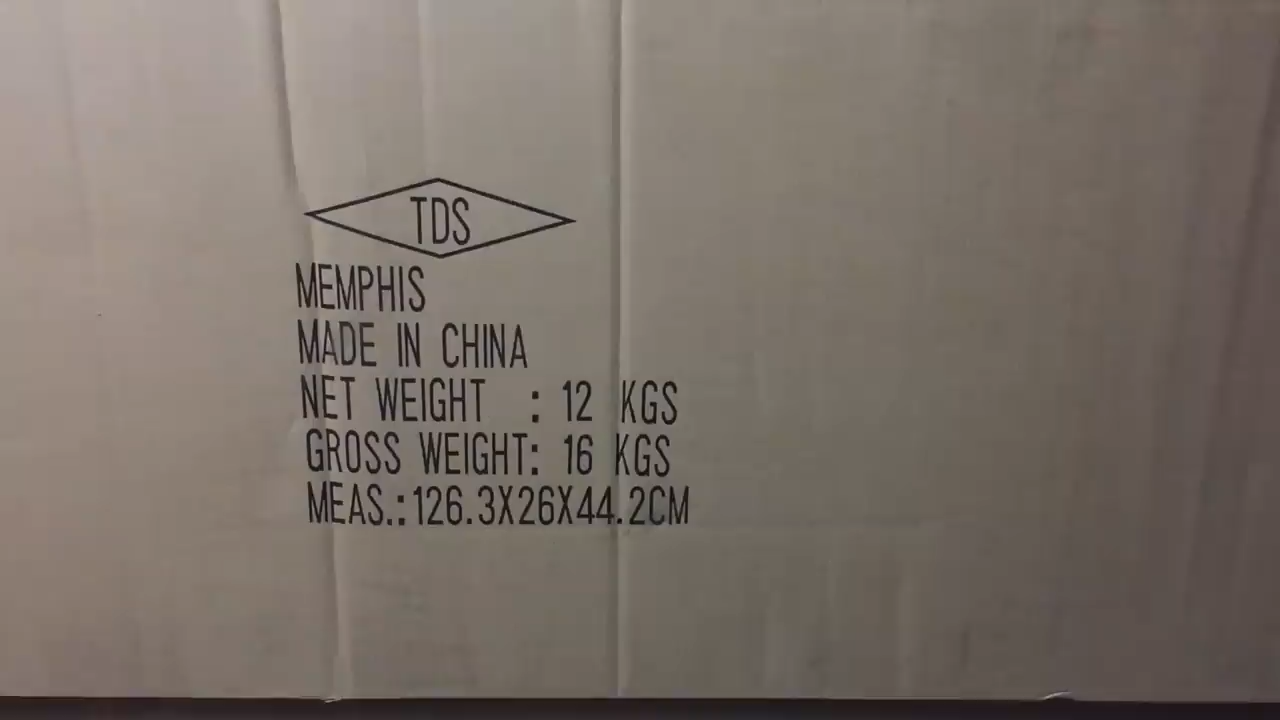 TDS
MEMPHIS
MADE IN CHINA
NET WEIGHT : 12 KGS
GROSS WEIGHT: 16 KGS
MEAS.:126.3X26X44.2CM